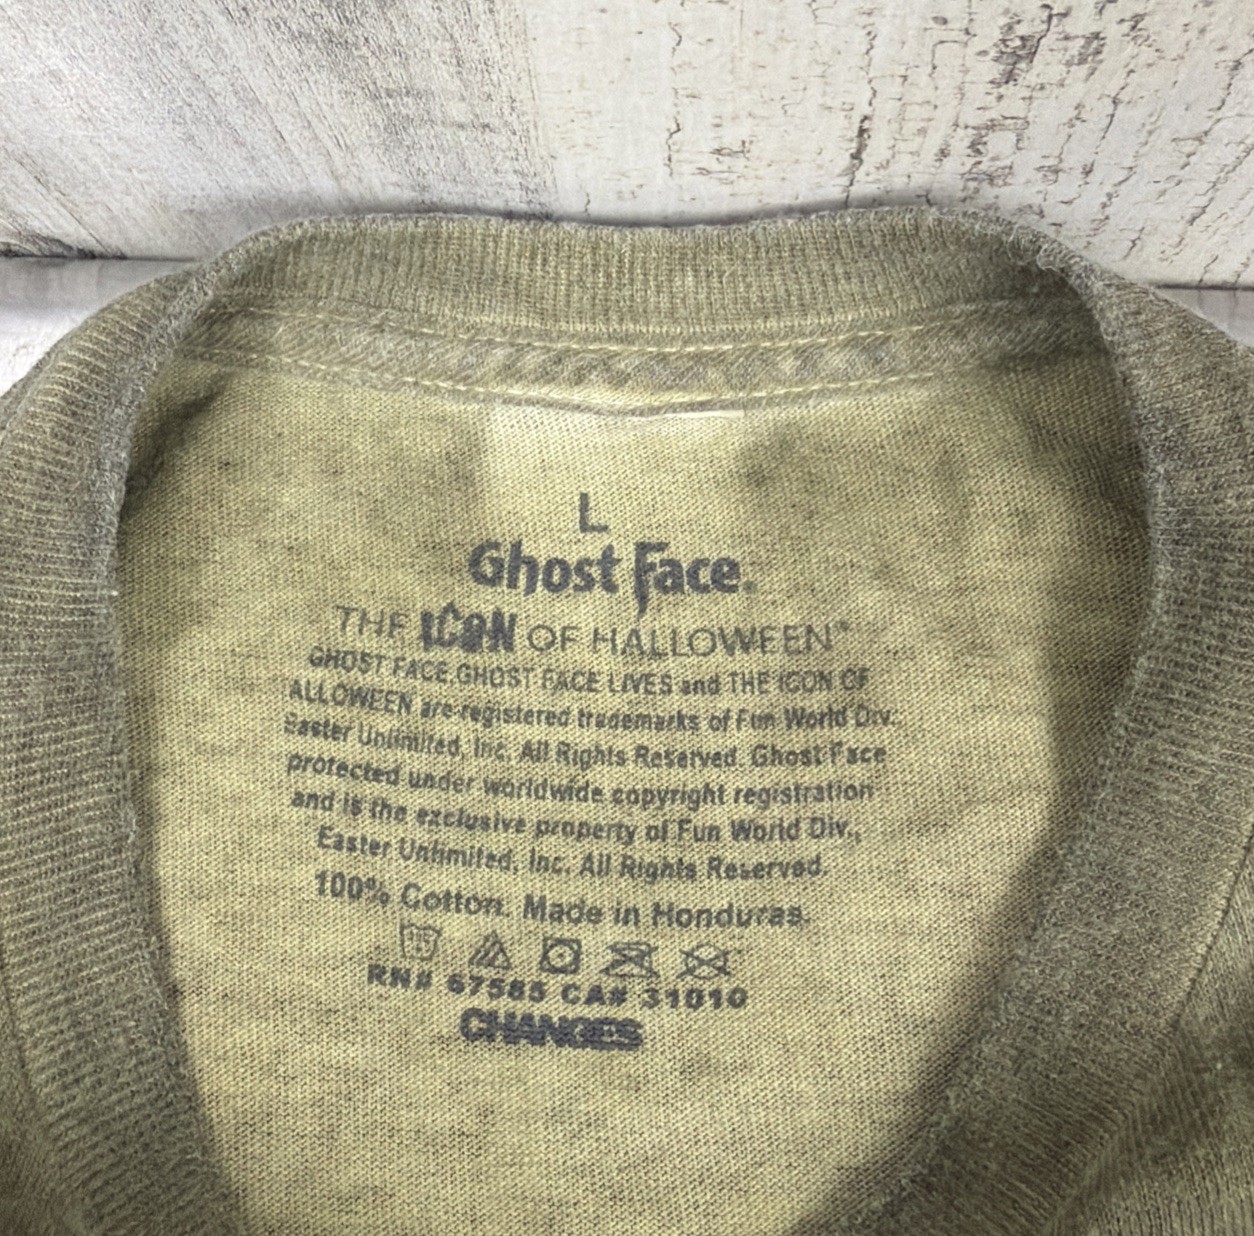 L
Ghost Face.
THE ICON OF HALLOWEEN®
GHOST FACE, GHOST FACE LIVES and THE ICON OF
ALLOWEEN are registered trademarks of Fun World Div.
Easter Unlimited, Inc. All Rights Reserved. Ghost Face
protected under worldwide copyright registration
and is the exclusive property of Fun World Div.,
Easter Unlimited, Inc. All Rights Reserved.
100% Cotton. Made in Honduras.
RN# 67585 CA# 31010
CHANGES